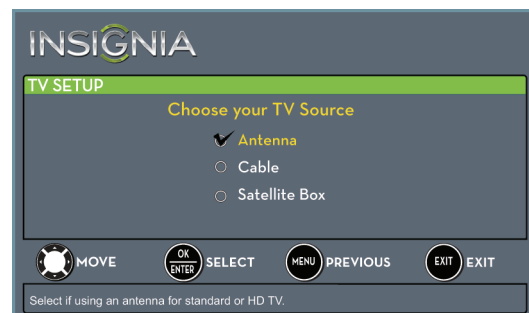 INSIGNIA
TV SETUP
Choose your TV Source
Antenna
Cable
Satellite Box
MOVE OK ENTER SELECT MENU PREVIOUS EXIT EXIT
Select if using an antenna for standard or HD TV.